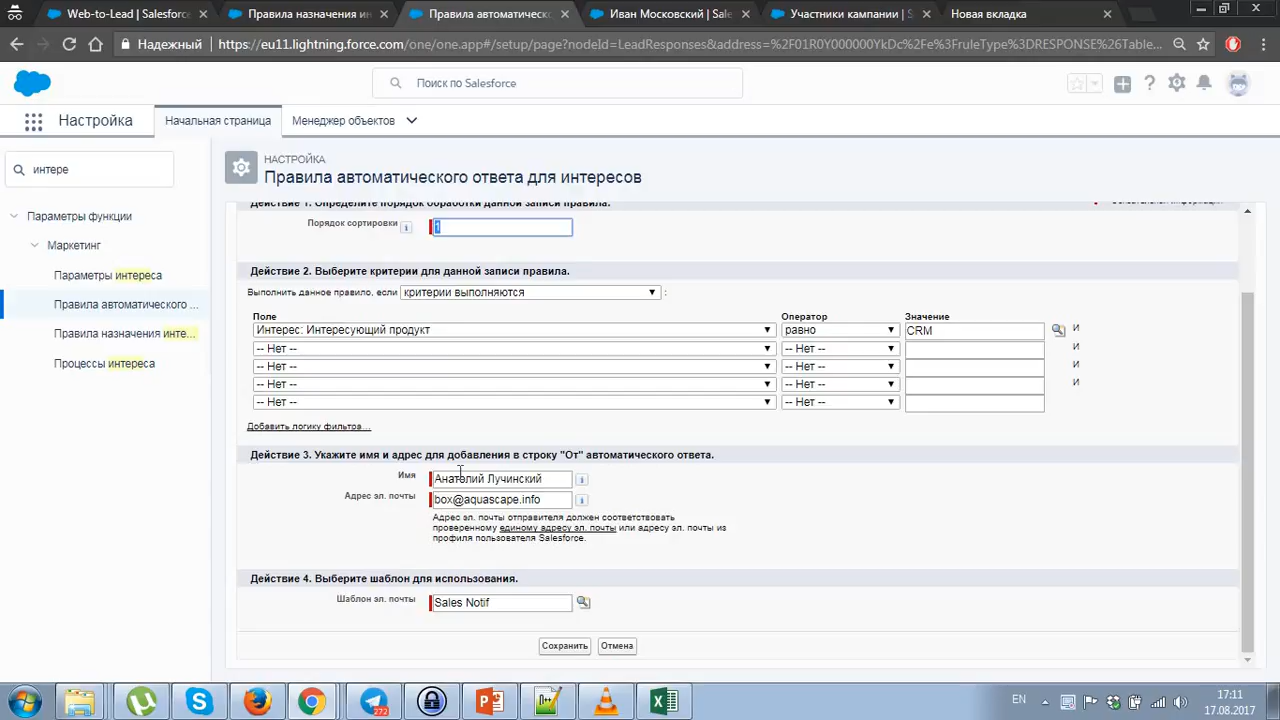 Web-to-Lead | Salesforce
Правила назначения ин
Правила автоматическ
Иван Московский | Sale
Участники кампании | S
Новая вкладка
Надежный
https://eu11.lightning.force.com/one/one.app#/setup/page?nodeId=LeadResponses&address=%2F01R0Y000000YkDc%2Fe%3FruleType%3DRESPONSE%26Table...
Поиск по Salesforce
Настройка
Начальная страница
Менеджер объектов
интере
Параметры функции
Маркетинг
Параметры интереса
Правила автоматического ...
Правила назначения инте...
Процессы интереса
НАСТРОЙКА
Правила автоматического ответа для интересов
Действие 1. Определите порядок обработки данной записи правила.
Порядок сортировки
1
Действие 2. Выберите критерии для данной записи правила.
Выполнить данное правило, если критерии выполняются :
Поле Оператор Значение
Интерес: Интересующий продукт равно CRM И
-- Нет -- -- Нет -- И
-- Нет -- -- Нет -- И
-- Нет -- -- Нет -- И
-- Нет -- -- Нет --
Добавить логику фильтра...
Действие 3. Укажите имя и адрес для добавления в строку "От" автоматического ответа.
Имя Анатолий Лучинский
Адрес эл. почты box@aquascape.info
Адрес эл. почты отправителя должен соответствовать
проверенному единому адресу эл. почты или адресу эл. почты из
профиля пользователя Salesforce.
Действие 4. Выберите шаблон для использования.
Шаблон эл. почты Sales Notif
Сохранить Отмена
272
EN
17:11
17.08.2017